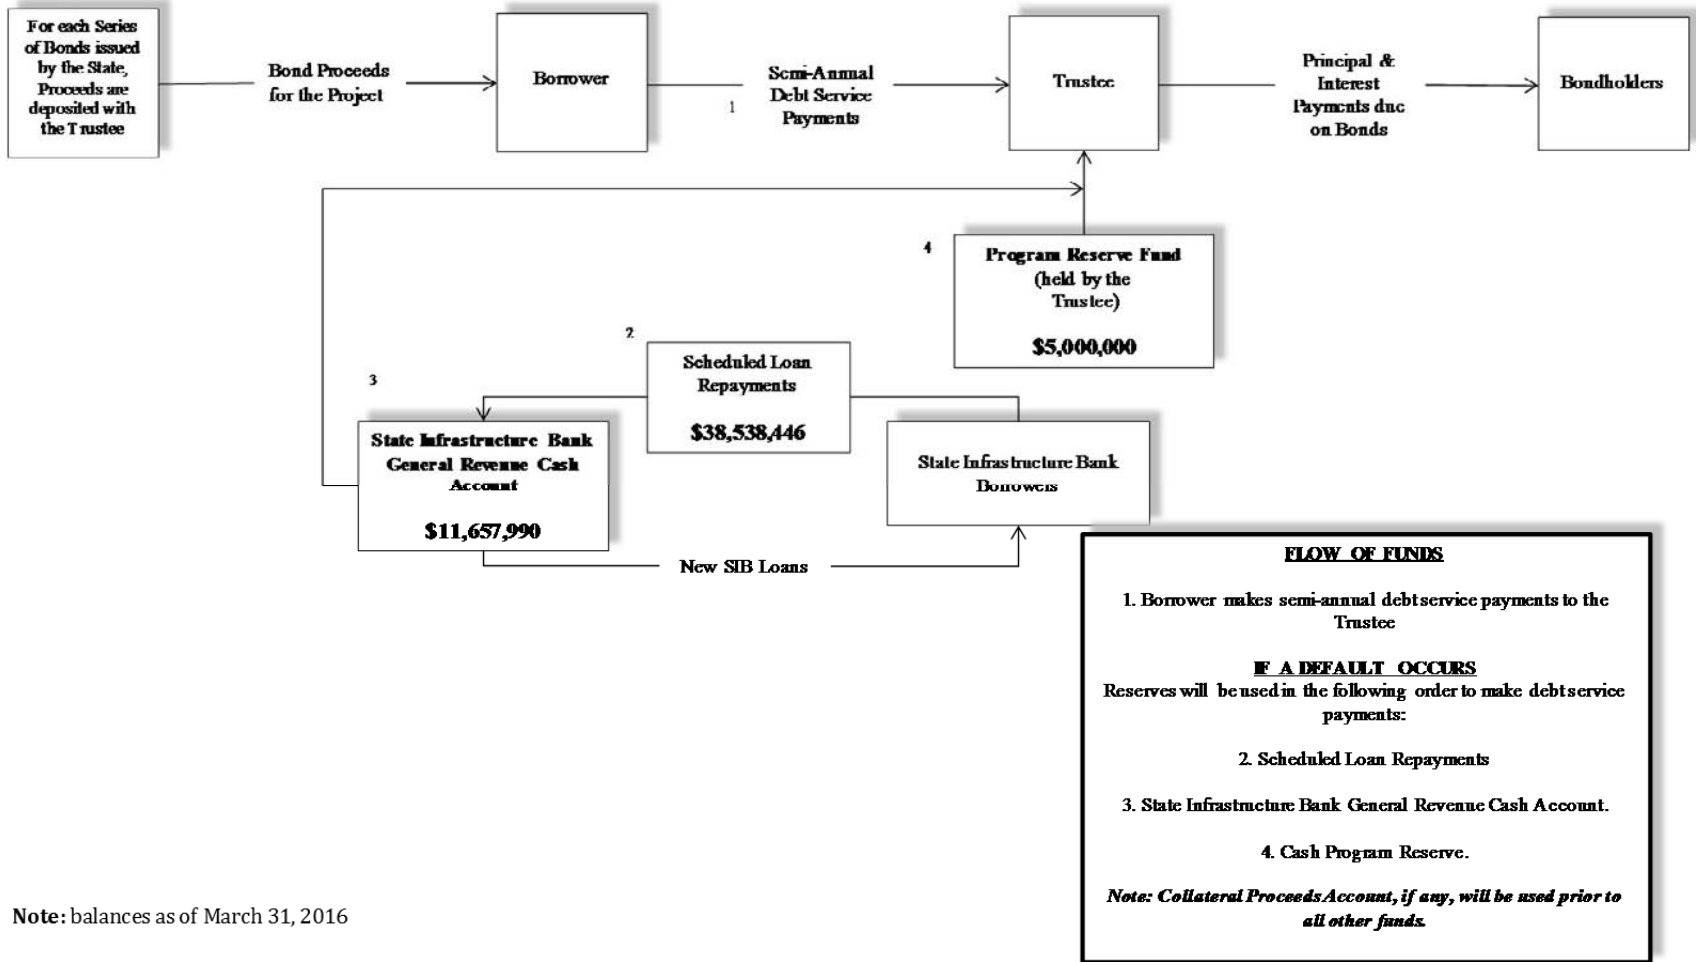 For each Series
of Bonds issued
by the State,
Proceeds are
deposited with
the Trustee
Bond Proceeds
for the Project
Borrower
1
Semi-Annual
Debt Service
Payments
Trustee
Principal &
Interest
Payments due
on Bonds
Bondholders
4
Program Reserve Fund
(held by the
Trustee)
$5,000,000
2
Scheduled Loan
Repayments
$38,538,446
3
State Infrastructure Bank
General Revenue Cash
Account
$11,657,990
State Infrastructure Bank
Borrowers
New SIB Loans
FLOW OF FUNDS
1. Borrower makes semi-annual debt service payments to the
Trustee
IF A DEFAULT OCCURS
Reserves will be used in the following order to make debt service
payments:
2. Scheduled Loan Repayments
3. State Infrastructure Bank General Revenue Cash Account.
4. Cash Program Reserve.
Note: Collateral Proceeds Account, if any, will be used prior to
all other funds.
Note: balances as of March 31, 2016